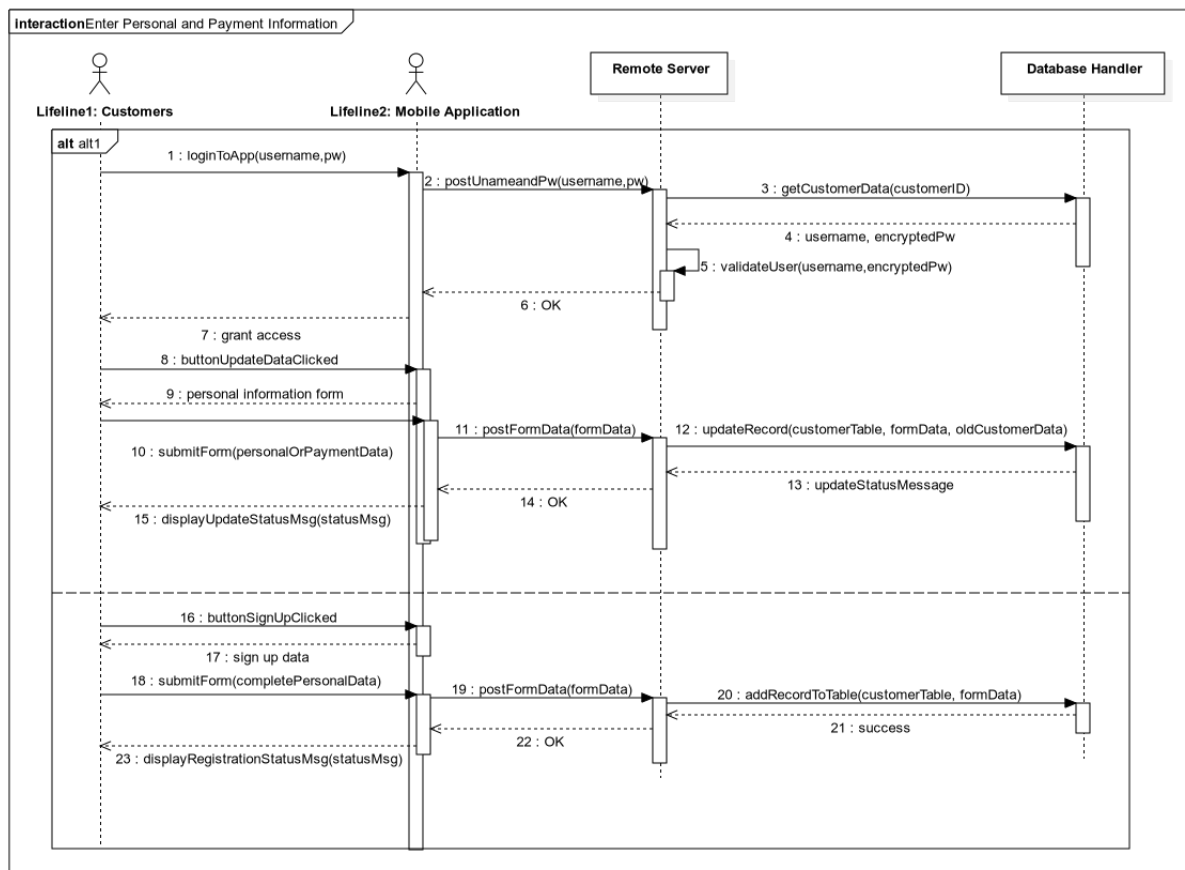 interactionEnter Personal and Payment Information
Lifeline1: Customers
Lifeline2: Mobile Application
Remote Server
Database Handler
alt alt1
1 : loginToApp(username,pw)
2 : postUnameandPw(username,pw)
3 : getCustomerData(customerID)
4 : username, encryptedPw
5 : validateUser(username,encryptedPw)
6 : OK
7 : grant access
8 : buttonUpdateDataClicked
9 : personal information form
10 : submitForm(personalOrPaymentData)
11 : postFormData(formData)
12 : updateRecord(customerTable, formData, oldCustomerData)
13 : updateStatusMessage
14 : OK
15 : displayUpdateStatusMsg(statusMsg)
16 : buttonSignUpClicked
17 : sign up data
18 : submitForm(completePersonalData)
19 : postFormData(formData)
20 : addRecordToTable(customerTable, formData)
21 : success
22 : OK
23 : displayRegistrationStatusMsg(statusMsg)